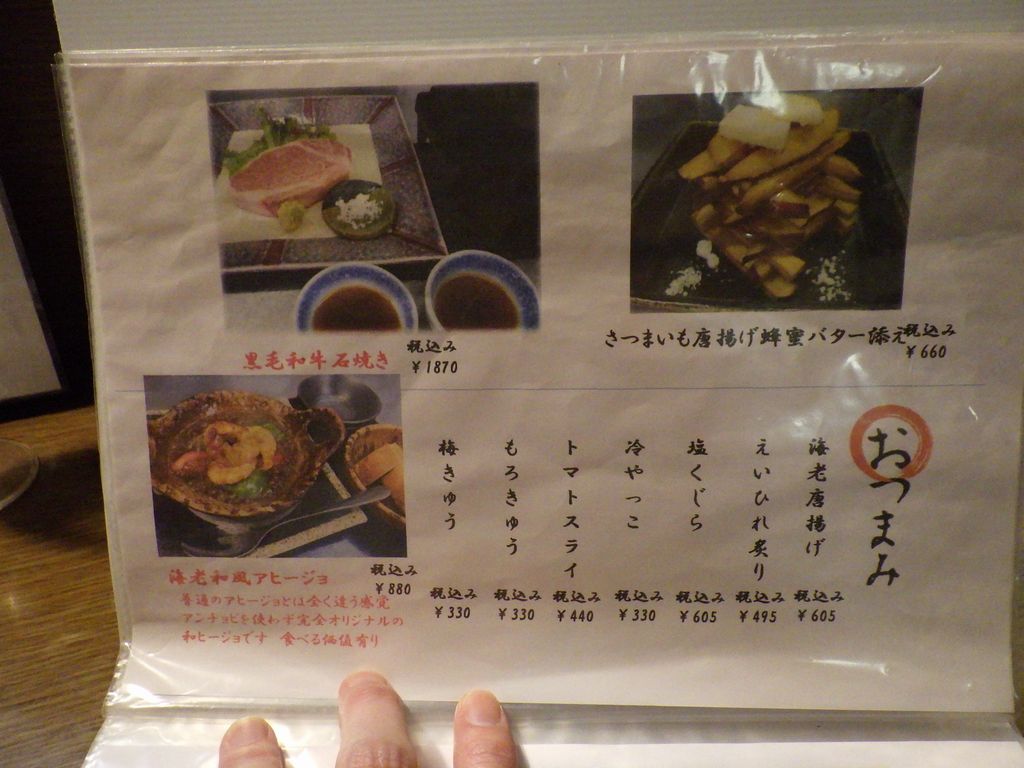 黒毛和牛石焼き
税込み
¥1870
さつまいも唐揚げ蜂蜜バター添え
税込み
¥660
海老和風アヒージョ
税込み
¥880
普通のアヒージョとは全く違う感覚
アンチョビを使わず完全オリジナルの
和ヒージョです 食べる価値有り
おつまみ
海老唐揚げ
税込み
¥605
えいひれ炙り
税込み
¥495
塩くじら
税込み
¥605
冷やっこ
税込み
¥330
トマトスライ
税込み
¥440
もろきゅう
税込み
¥330
梅きゅう
税込み
¥330